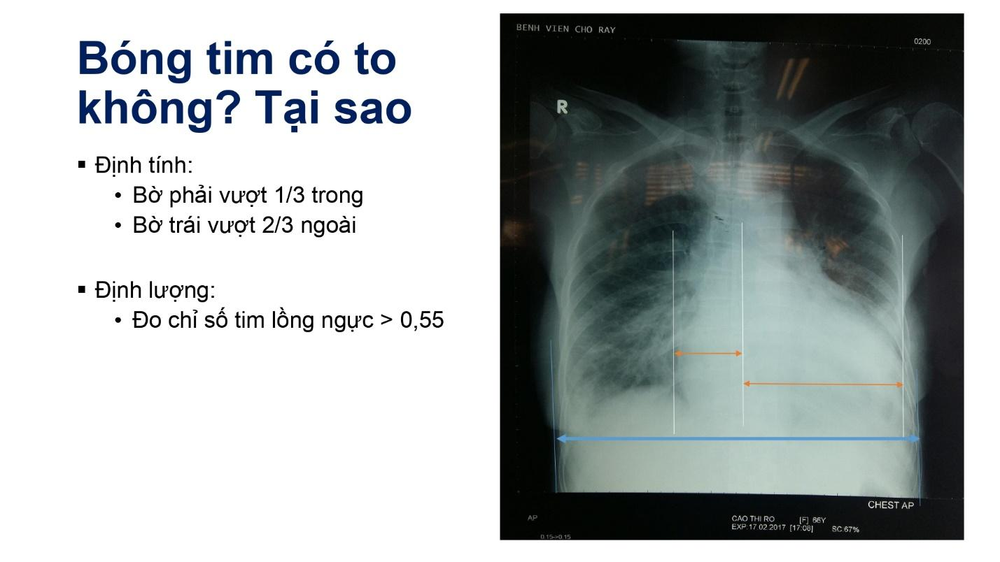 Bóng tim có to
không? Tại sao
▪ Định tính:
• Bờ phải vượt 1/3 trong
• Bờ trái vượt 2/3 ngoài
▪ Định lượng:
• Đo chỉ số tim lồng ngực > 0,55
BENH VIEN CHO RAY
0200
R
CHEST AP
AP
CAO THI RO [F] 66Y
EXP:17.02.2017 [17:08] SC:67%
0.15->0.15